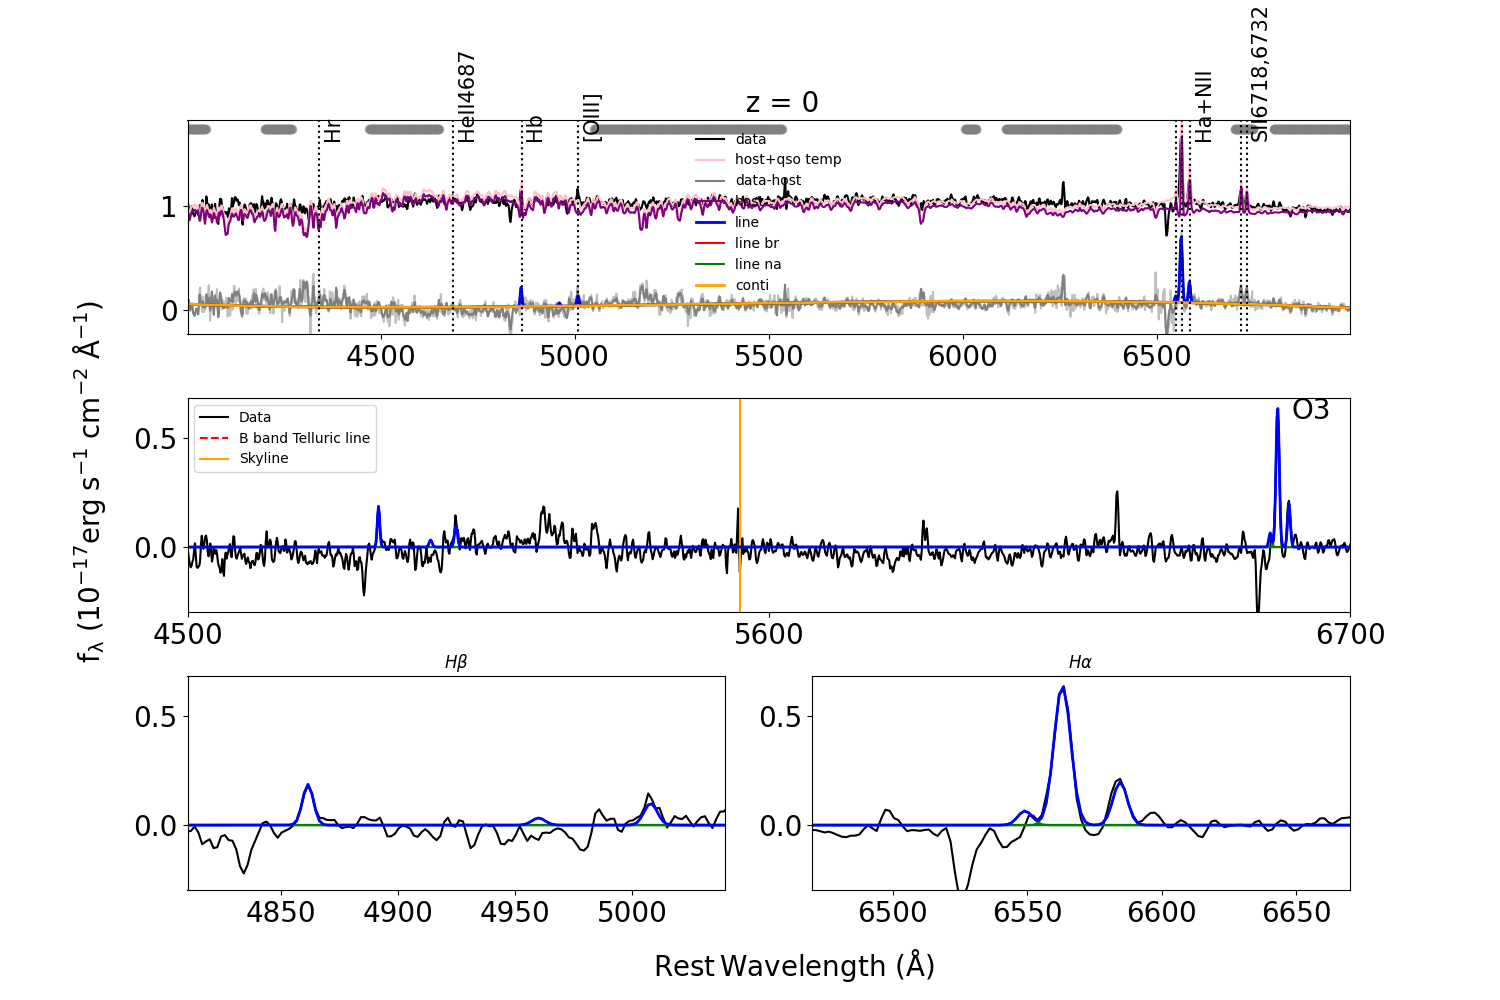 z = 0
Hr
HeII4687
Hb
[OIII]
Ha+NII
SII6718,6732
data
host+qso temp
data-host
line
line br
line na
conti
1
0
4500 5000 5500 6000 6500
fλ (10−17erg s−1 cm−2 Å−1)
Data
B band Telluric line
Skyline
O3
0.5
0.0
4500 5600 6700
Hβ
0.5
0.0
4850 4900 4950 5000
Hα
0.5
0.0
6500 6550 6600 6650
Rest Wavelength (Å)